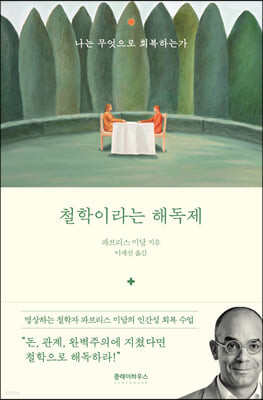 나는 무엇으로 회복하는가
철학이라는 해독제
파브리스 미달 지음
이세진 옮김
명상하는 철학자 파브리스 미달의 인간성 회복 수업
“돈, 관계, 완벽주의에 지쳤다면
철학으로 해독하라!”
플레이하우스
PLAYHOUSE